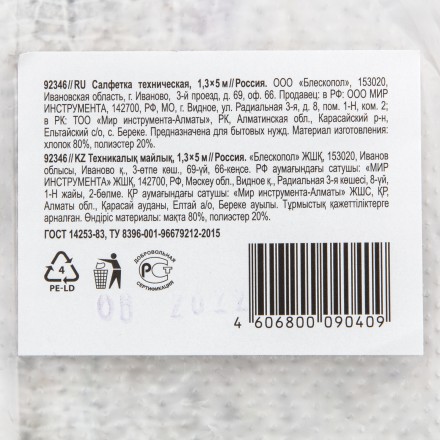 92346 // RU Салфетка техническая, 1,3×5 м // Россия. ООО «Блескопол», 153020,
Ивановская область, г. Иваново, 3-й проезд, д. 69, оф. 66. Продавец: в РФ: ООО МИР
ИНСТРУМЕНТА, 142700, РФ, МО, г. Видное, ул. Радиальная 3-я, д. 8, пом. 1-Н, ком. 2;
в РК: ТОО «Мир инструмента-Алматы», РК, Алматинская обл., Карасайский р-н,
Ельтайский с/о, с. Береке. Предназначена для бытовых нужд. Материал изготовления:
хлопок 80%, полиэстер 20%.
92346 // KZ Техникалық майлық, 1,3×5 м // Россия. «Блескопол» ЖШҚ, 153020, Иванов
облысы, Иваново қ., 3-өтпе көш., 69-үй, 66-кеңсе. РФ аумағындағы сатушы: «МИР
ИНСТРУМЕНТА» ЖШҚ, 142700, РФ, Мәскеу обл., Видное қ., Радиальная 3-я көшесі, 8-үй,
1-Н жайы, 2-бөлме. ҚР аумағындағы сатушы: «Мир инструмента-Алматы» ЖШС, ҚР,
Алматы обл., Қарасай ауданы, Елтай а/о, Береке ауылы. Тұрмыстық қажеттіліктерге
арналған. Өндіріс материалы: мақта 80%, полиэстер 20%.
ГОСТ 14253-83, ТУ 8396-001-96679212-2015
4
PE-LD
ДОБРОВОЛЬНАЯ
РСТ
СЕРТИФИКАЦИЯ
08 2022
4 606800 090409